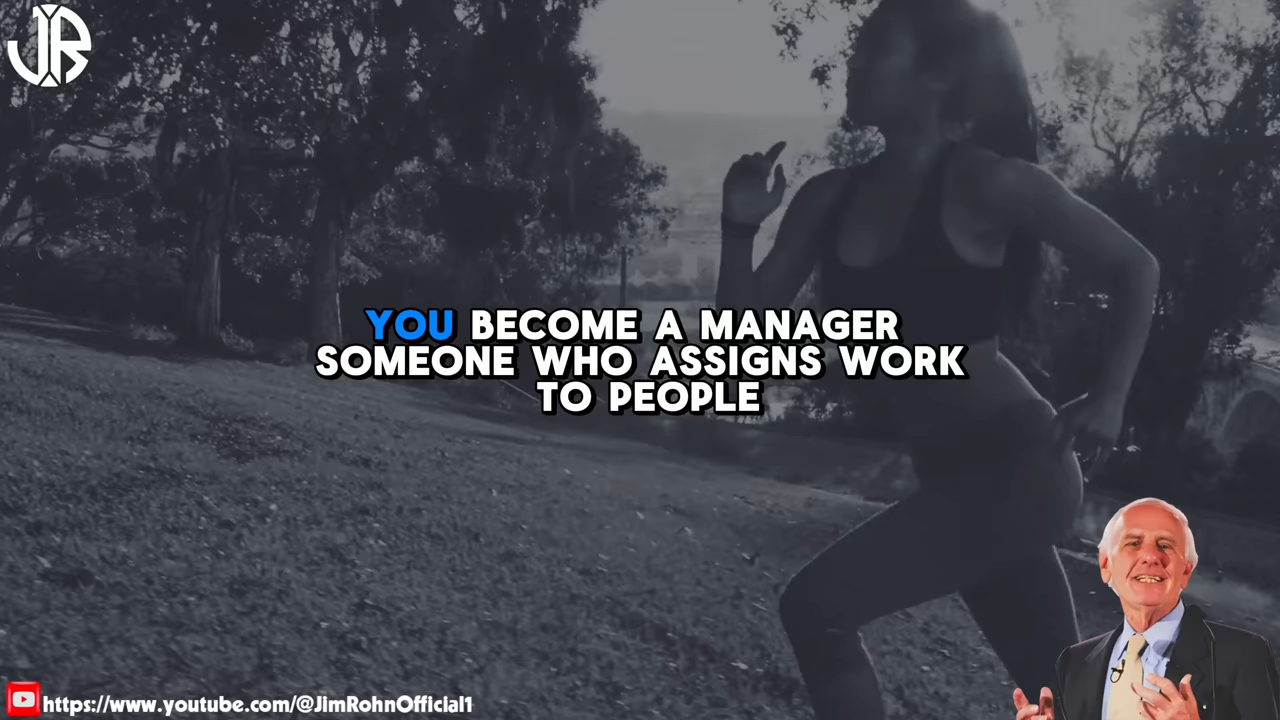 JR
YOU BECOME A MANAGER
SOMEONE WHO ASSIGNS WORK
TO PEOPLE
https://www.youtube.com/@JimRohnOfficial1